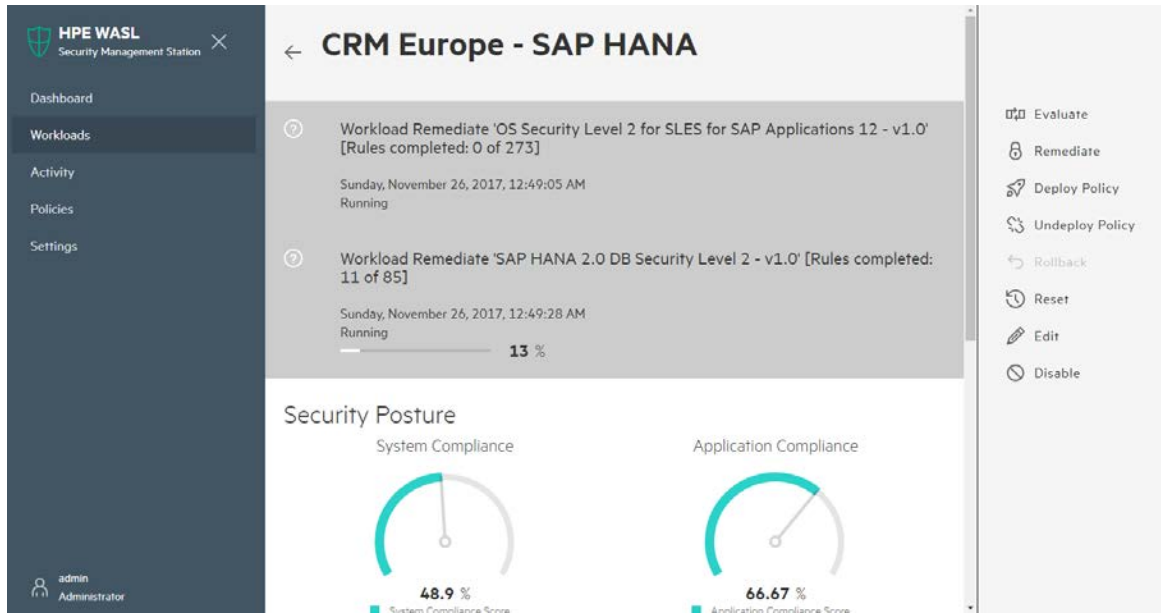 HPE WASL
Security Management Station
Dashboard
Workloads
Activity
Policies
Settings
admin
Administrator
CRM Europe - SAP HANA
Workload Remediate 'OS Security Level 2 for SLES for SAP Applications 12 - v1.0'
[Rules completed: 0 of 273]
Sunday, November 26, 2017, 12:49:05 AM
Running
Workload Remediate 'SAP HANA 2.0 DB Security Level 2 - v1.0' [Rules completed:
11 of 85]
Sunday, November 26, 2017, 12:49:28 AM
Running
13 %
Security Posture
System Compliance
Application Compliance
48.9 %
66.67 %
System Compliance Score
Application Compliance Score
Evaluate
Remediate
Deploy Policy
Undeploy Policy
Rollback
Reset
Edit
Disable